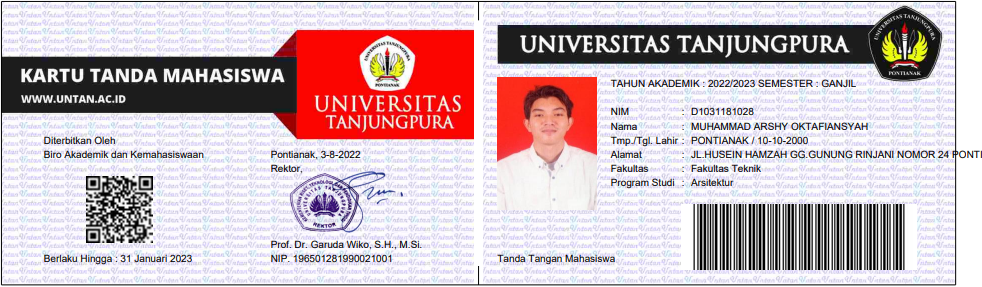 KARTU TANDA MAHASISWA
WWW.UNTAN.AC.ID
UNIVERSITAS
TANJUNGPURA
Diterbitkan Oleh
Biro Akademik dan Kemahasiswaan
Pontianak, 3-8-2022
Rektor,
UNIVERSITAS TANJUNGPURA
REKTOR
Prof. Dr. Garuda Wiko, S.H., M.Si.
NIP. 196501281990021001
Berlaku Hingga : 31 Januari 2023
UNIVERSITAS TANJUNGPURA
UNIVERSITAS TANJUNGPURA
PONTIANAK
TAHUN AKADEMIK : 2022/2023 SEMESTER : GANJIL
NIM : D1031181028
Nama : MUHAMMAD ARSHY OKTAFIANSYAH
Tmp./Tgl. Lahir : PONTIANAK / 10-10-2000
Alamat : JL.HUSEIN HAMZAH GG.GUNUNG RINJANI NOMOR 24 PONTI
Fakultas : Fakultas Teknik
Program Studi : Arsitektur
Tanda Tangan Mahasiswa